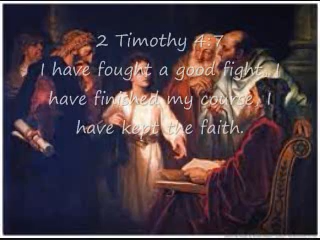 2 Timothy 4:7
I have fought a good fight, I
have finished my course, I
have kept the faith.